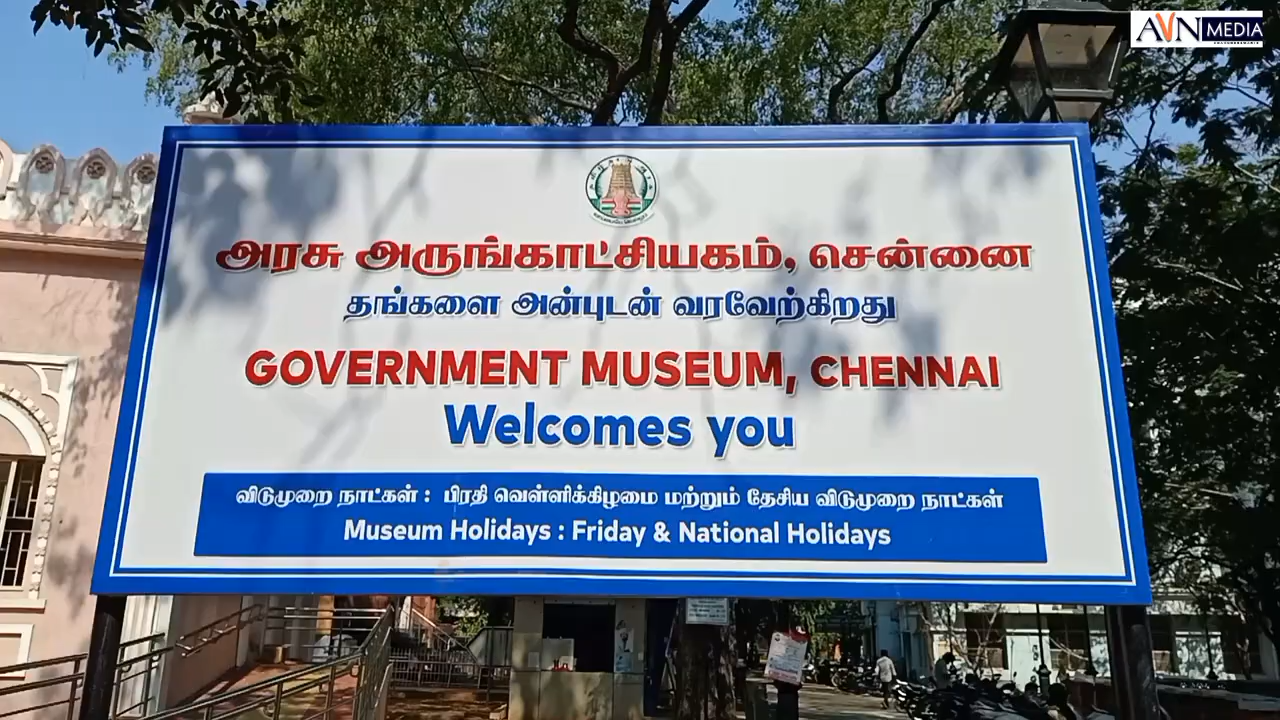 AVN MEDIA
அரசு அருங்காட்சியகம், சென்னை
தங்களை அன்புடன் வரவேற்கிறது
GOVERNMENT MUSEUM, CHENNAI
Welcomes you
விடுமுறை நாட்கள் : பிரதி வெள்ளிக்கிழமை மற்றும் தேசிய விடுமுறை நாட்கள்
Museum Holidays : Friday & National Holidays